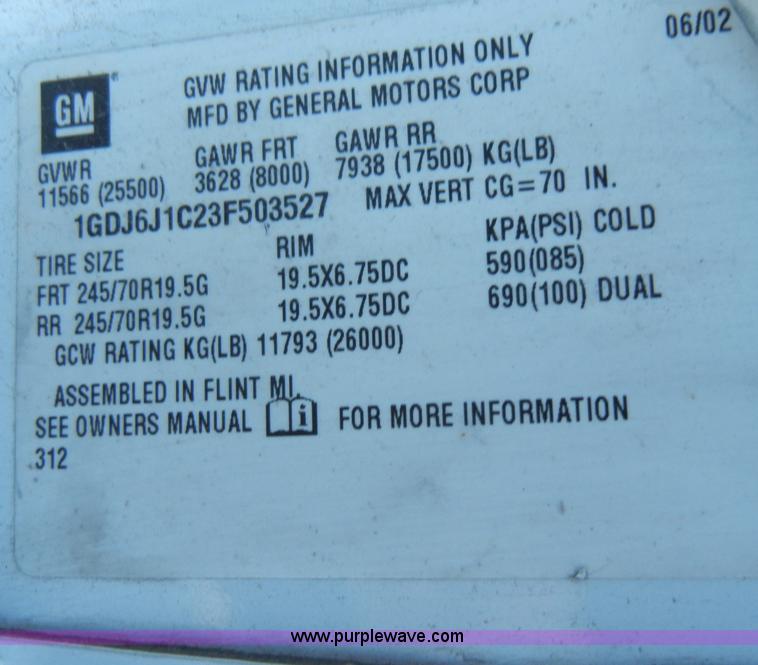 06/02
GM
GVW RATING INFORMATION ONLY
MFD BY GENERAL MOTORS CORP
GVWR GAWR FRT GAWR RR
11566 (25500) 3628 (8000) 7938 (17500) KG(LB)
1GDJ6J1C23F503527 MAX VERT CG=70 IN.
TIRE SIZE RIM KPA(PSI) COLD
FRT 245/70R19.5G 19.5X6.75DC 590(085)
RR 245/70R19.5G 19.5X6.75DC 690(100) DUAL
GCW RATING KG(LB) 11793 (26000)
ASSEMBLED IN FLINT MI.
SEE OWNERS MANUAL i FOR MORE INFORMATION
.312
www.purplewave.com